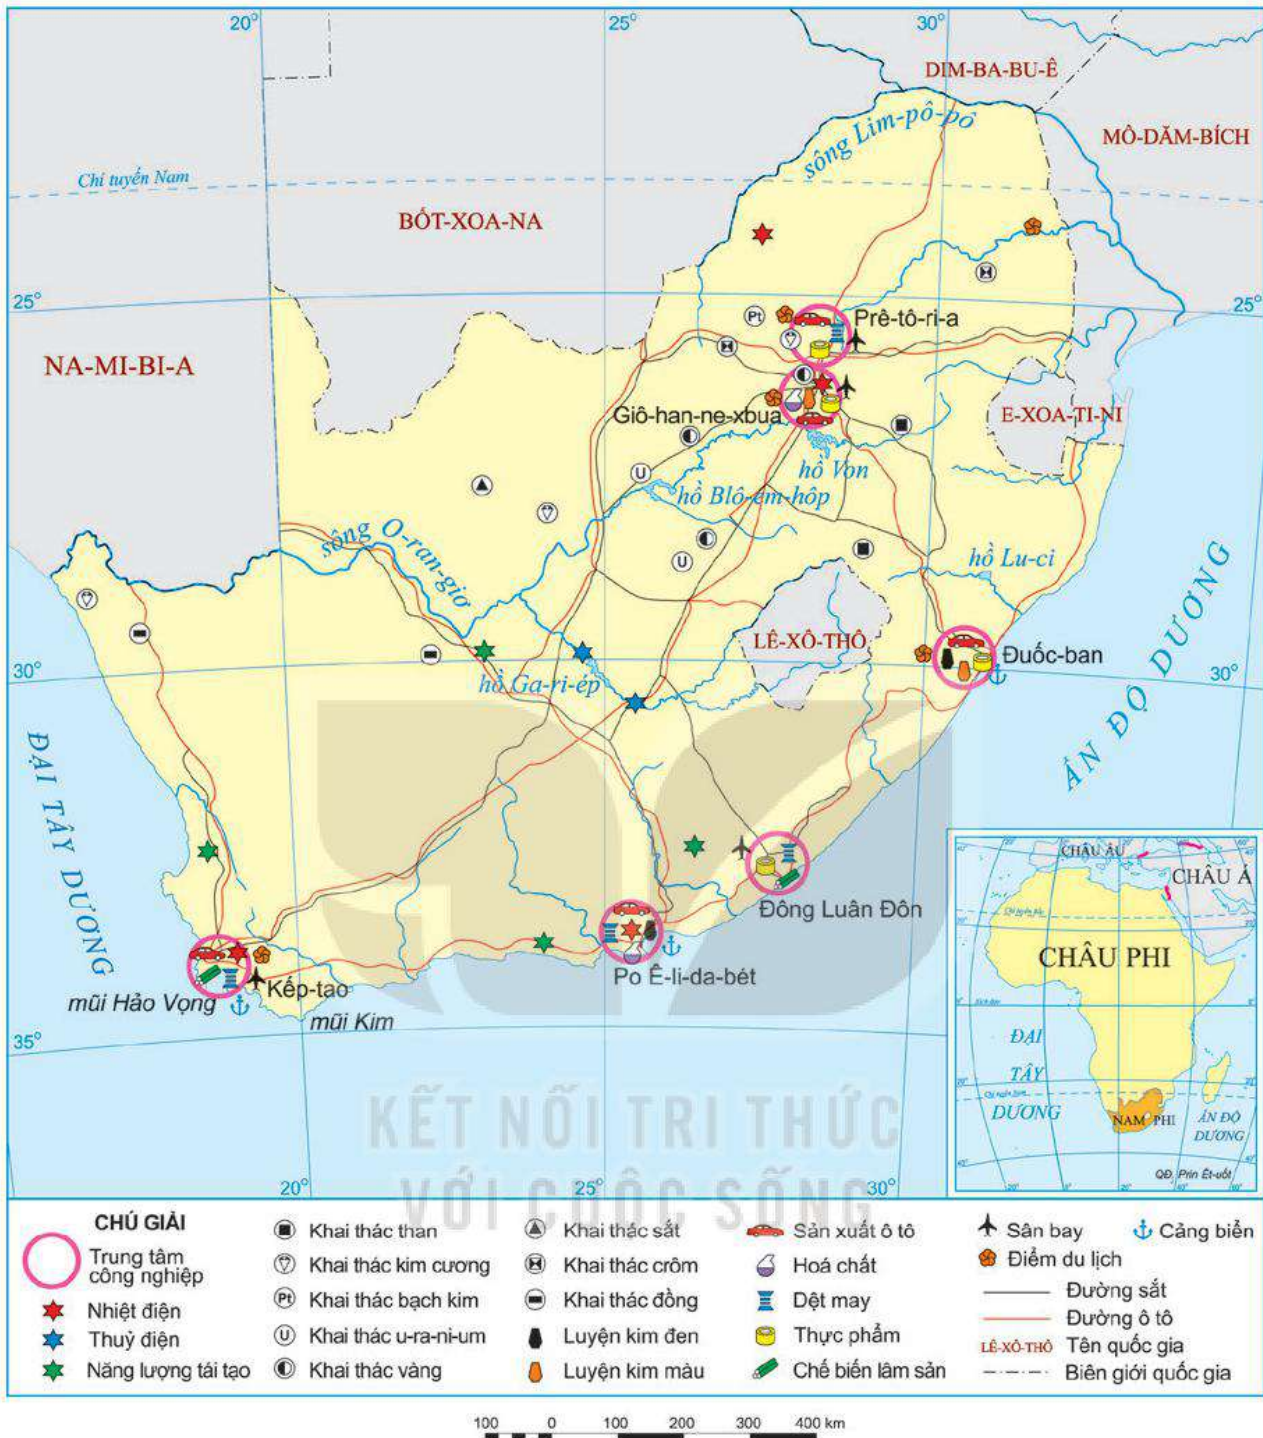 20°
25°
30°
DIM-BA-BU-Ê
MÔ-DĂM-BÍCH
sông Lim-pô-pô
Chí tuyến Nam
BỐT-XOA-NA
25°
25°
Pt
Prê-tô-ri-a
NA-MI-BI-A
E-XOA-TI-NI
Giô-han-ne-xbua
hồ Von
U
hồ Blô-em-hôp
sông O-ran-giơ
U
hồ Lu-ci
LÊ-XÔ-THÔ
Đuốc-ban
30°
30°
hồ Ga-ri-ép
ẤN ĐỘ DƯƠNG
ĐẠI TÂY DƯƠNG
Đông Luân Đôn
Po Ê-li-da-bét
Kếp-tao
mũi Hảo Vọng
mũi Kim
35°
KẾT NỐI TRI THỨC
VỚI CUỘC SỐNG
20°
25°
30°
CHÂU ÂU
CHÂU Á
CHÂU PHI
ĐẠI
TÂY
DƯƠNG
NAM PHI
ẤN ĐỘ
DƯƠNG
QĐ. Prin Ét-uốt
CHÚ GIẢI
Trung tâm
công nghiệp
Nhiệt điện
Thuỷ điện
Năng lượng tái tạo
Khai thác than
Khai thác kim cương
Pt Khai thác bạch kim
U Khai thác u-ra-ni-um
Khai thác vàng
Khai thác sắt
Khai thác crôm
Khai thác đồng
Luyện kim đen
Luyện kim màu
Sản xuất ô tô
Hoá chất
Dệt may
Thực phẩm
Chế biến lâm sản
Sân bay
Cảng biển
Điểm du lịch
Đường sắt
Đường ô tô
LÊ-XÔ-THÔ Tên quốc gia
Biên giới quốc gia
100 0 100 200 300 400 km